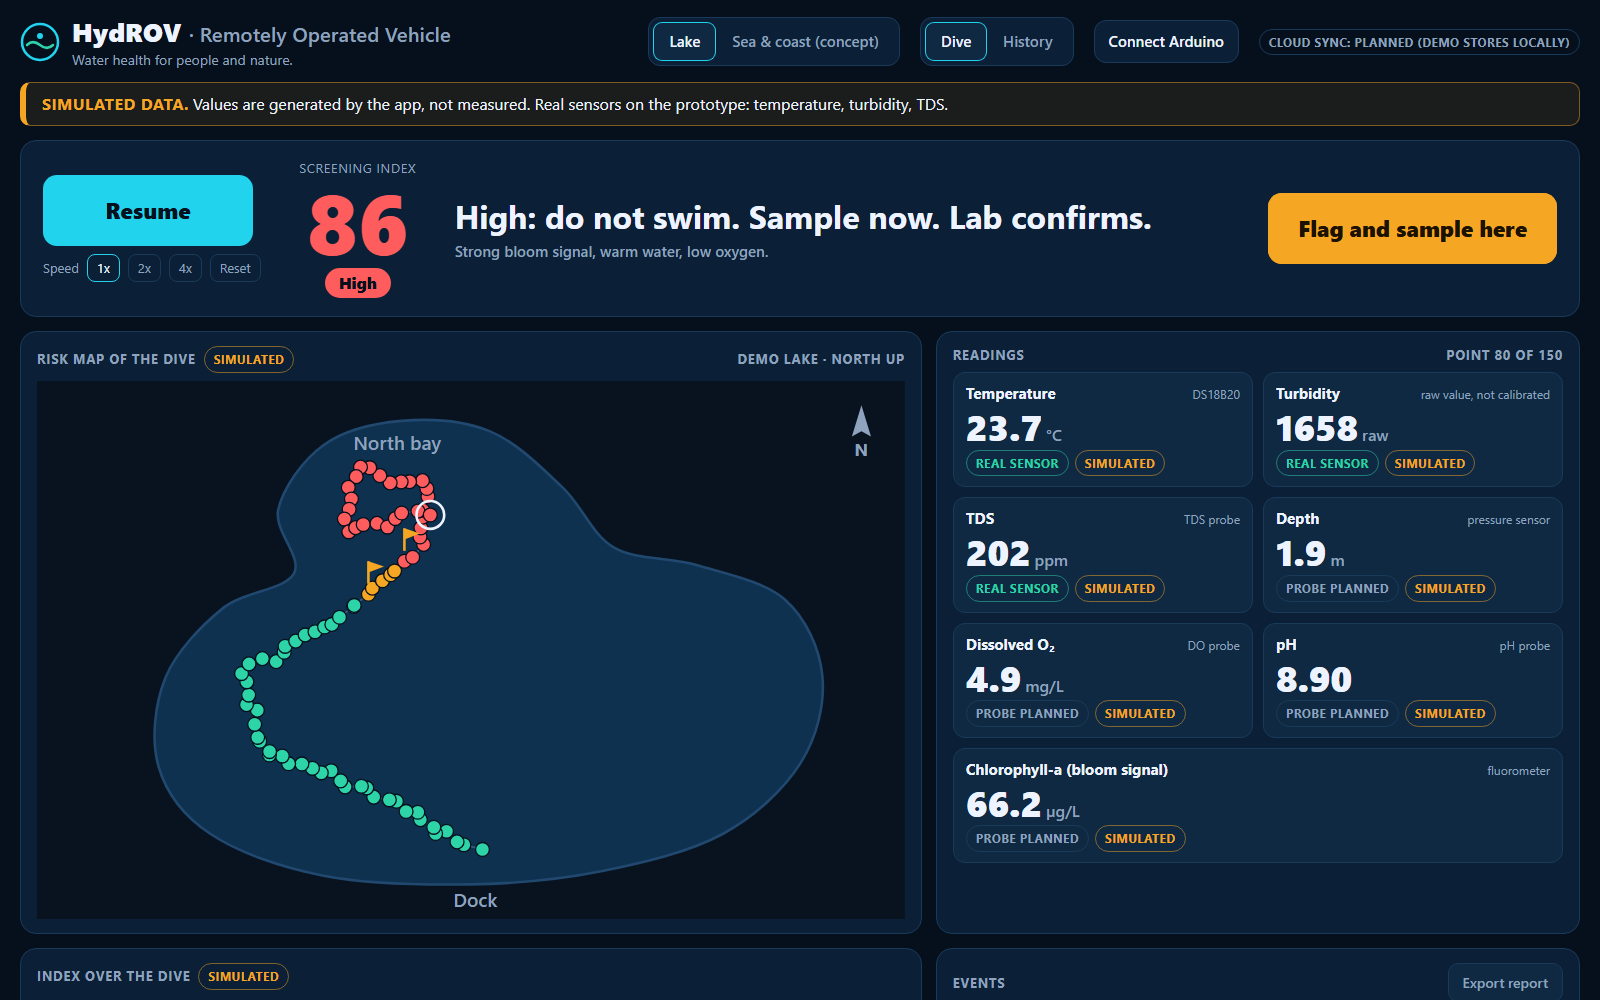 HydROV · Remotely Operated Vehicle
Water health for people and nature.
Lake
Sea & coast (concept)
Dive
History
Connect Arduino
CLOUD SYNC: PLANNED (DEMO STORES LOCALLY)
SIMULATED DATA. Values are generated by the app, not measured. Real sensors on the prototype: temperature, turbidity, TDS.
Resume
Speed
1x
2x
4x
Reset
SCREENING INDEX
86
High
High: do not swim. Sample now. Lab confirms.
Strong bloom signal, warm water, low oxygen.
Flag and sample here
RISK MAP OF THE DIVE
SIMULATED
DEMO LAKE · NORTH UP
North bay
N
Dock
READINGS
POINT 80 OF 150
Temperature
DS18B20
23.7 °C
REAL SENSOR
SIMULATED
Turbidity
raw value, not calibrated
1658 raw
REAL SENSOR
SIMULATED
TDS
TDS probe
202 ppm
REAL SENSOR
SIMULATED
Depth
pressure sensor
1.9 m
PROBE PLANNED
SIMULATED
Dissolved O₂
DO probe
4.9 mg/L
PROBE PLANNED
SIMULATED
pH
pH probe
8.90
PROBE PLANNED
SIMULATED
Chlorophyll-a (bloom signal)
fluorometer
66.2 µg/L
PROBE PLANNED
SIMULATED
INDEX OVER THE DIVE
SIMULATED
EVENTS
Export report